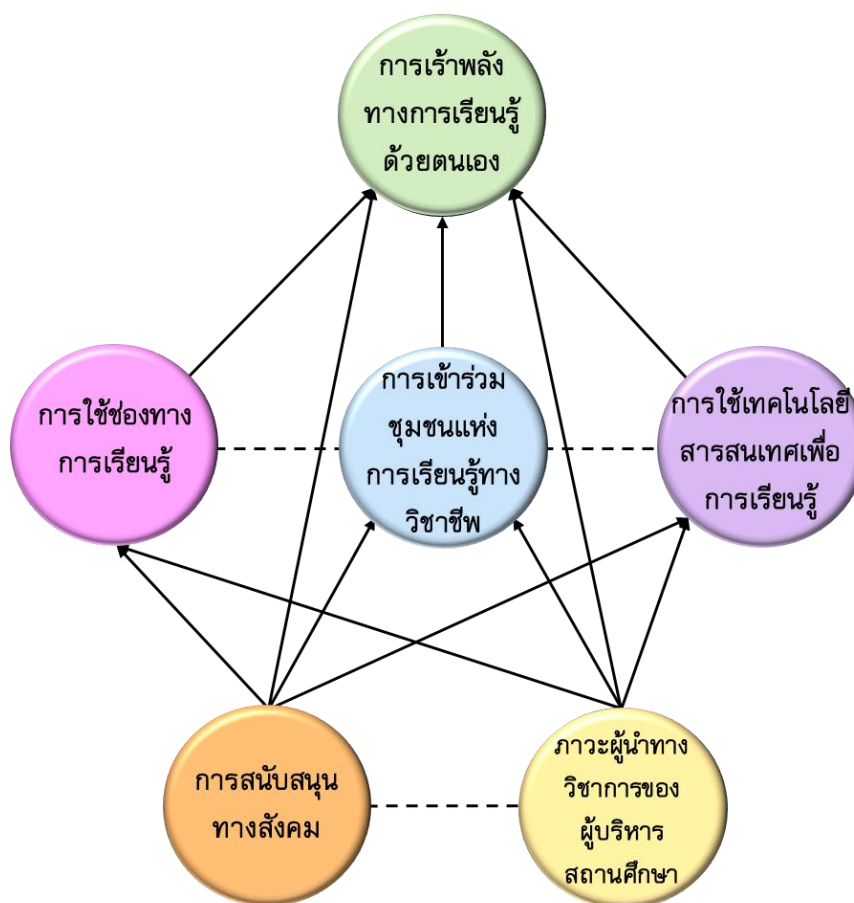 การเร้าพลัง
ทางการเรียนรู้
ด้วยตนเอง
การใช้ช่องทาง
การเรียนรู้
การเข้าร่วม
ชุมชนแห่ง
การเรียนรู้ทาง
วิชาชีพ
การใช้เทคโนโลยี
สารสนเทศเพื่อ
การเรียนรู้
การสนับสนุน
ทางสังคม
ภาวะผู้นำทาง
วิชาการของ
ผู้บริหาร
สถานศึกษา